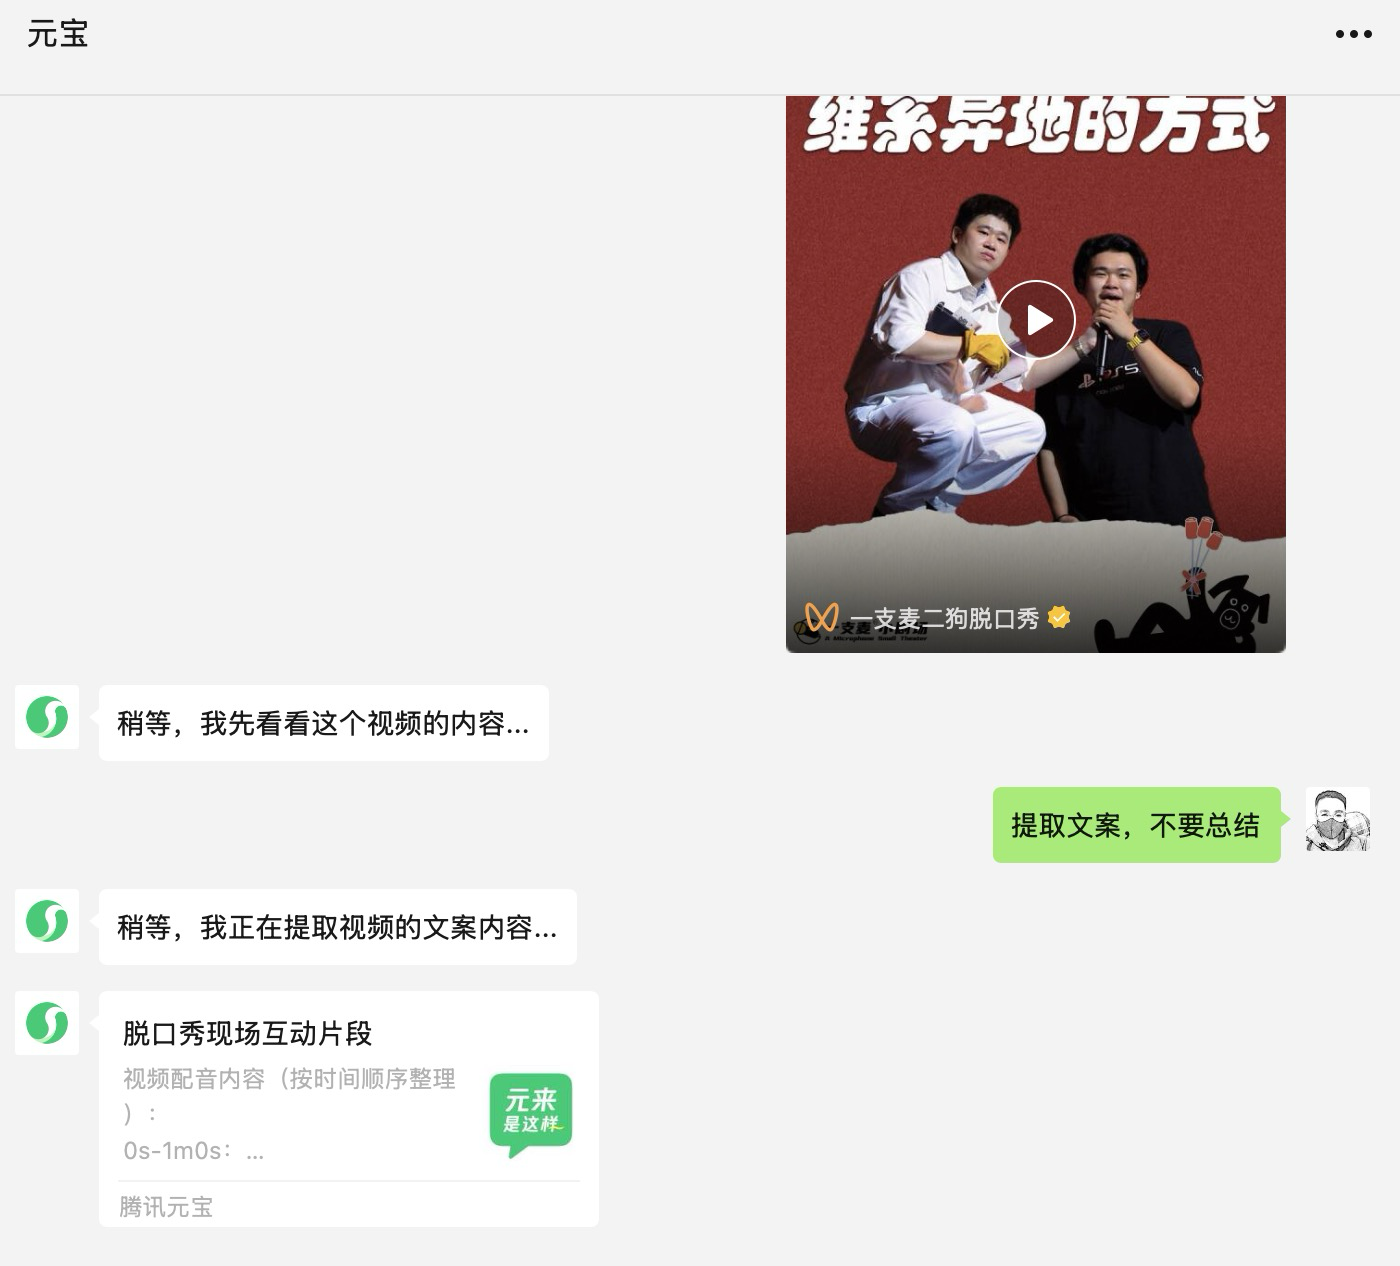 元宝
维系异地的方式
PS5
一支麦二狗脱口秀
稍等，我先看看这个视频的内容...
提取文案，不要总结
稍等，我正在提取视频的文案内容...
脱口秀现场互动片段
视频配音内容（按时间顺序整理
）：
0s-1m0s：...
元来
是这样
腾讯元宝